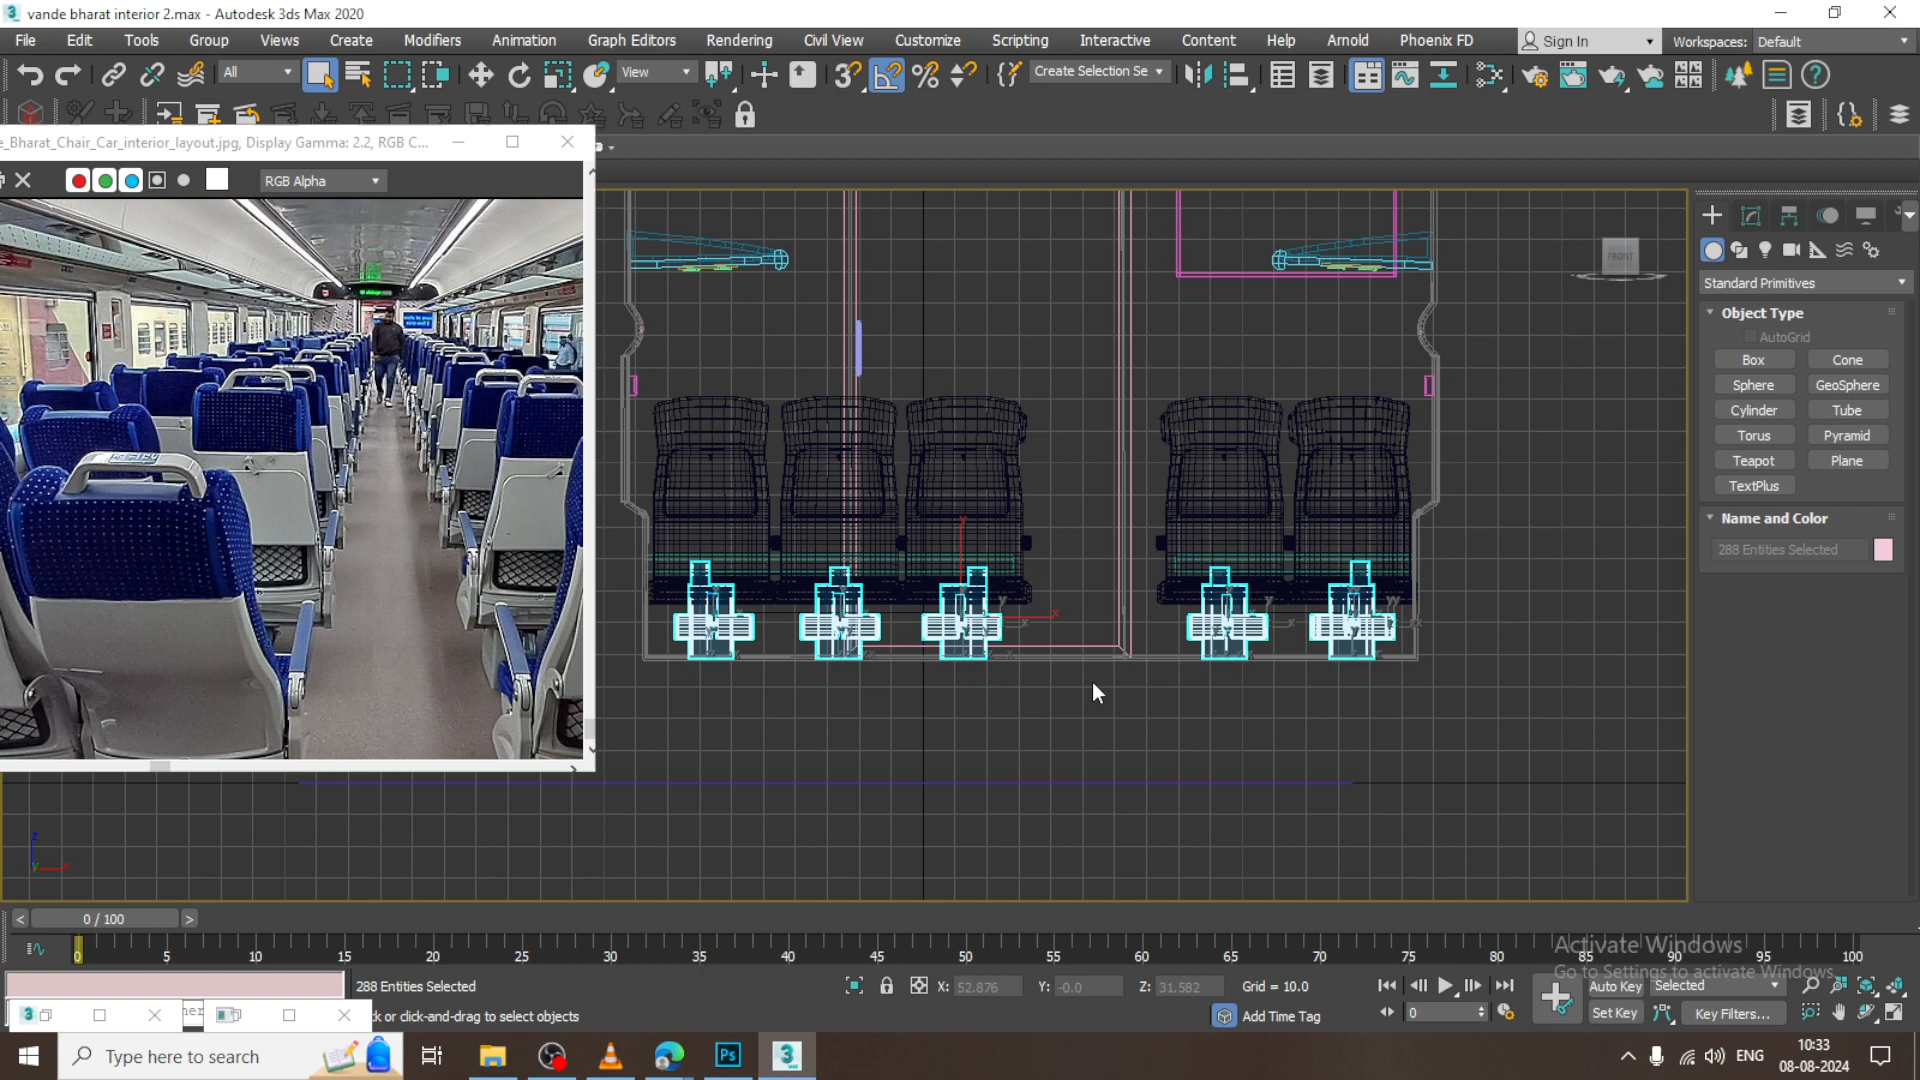 vande bharat interior 2.max - Autodesk 3ds Max 2020
File Edit Tools Group Views Create Modifiers Animation Graph Editors Rendering Civil View Customize Scripting Interactive Content Help Arnold Phoenix FD Sign In Workspaces: Default
All View Create Selection Se
e_Bharat_Chair_Car_interior_layout.jpg, Display Gamma: 2.2, RGB C...
RGB Alpha
FRONT
Standard Primitives
Object Type
AutoGrid
Box Cone
Sphere GeoSphere
Cylinder Tube
Torus Pyramid
Teapot Plane
TextPlus
Name and Color
288 Entities Selected
y
x
z
y x
< 0 / 100 >
0 5 10 15 20 25 30 35 40 45 50 55 60 65 70 75 80 85 90 95 100
Activate Windows
Go to Settings to activate Windows.
288 Entities Selected X: 52.876 Y: -0.0 Z: 31.582 Grid = 10.0 Auto Key Selected
ck or click-and-drag to select objects Add Time Tag 0 Set Key Key Filters...
Type here to search
Ps
3
ENG
10:33
08-08-2024